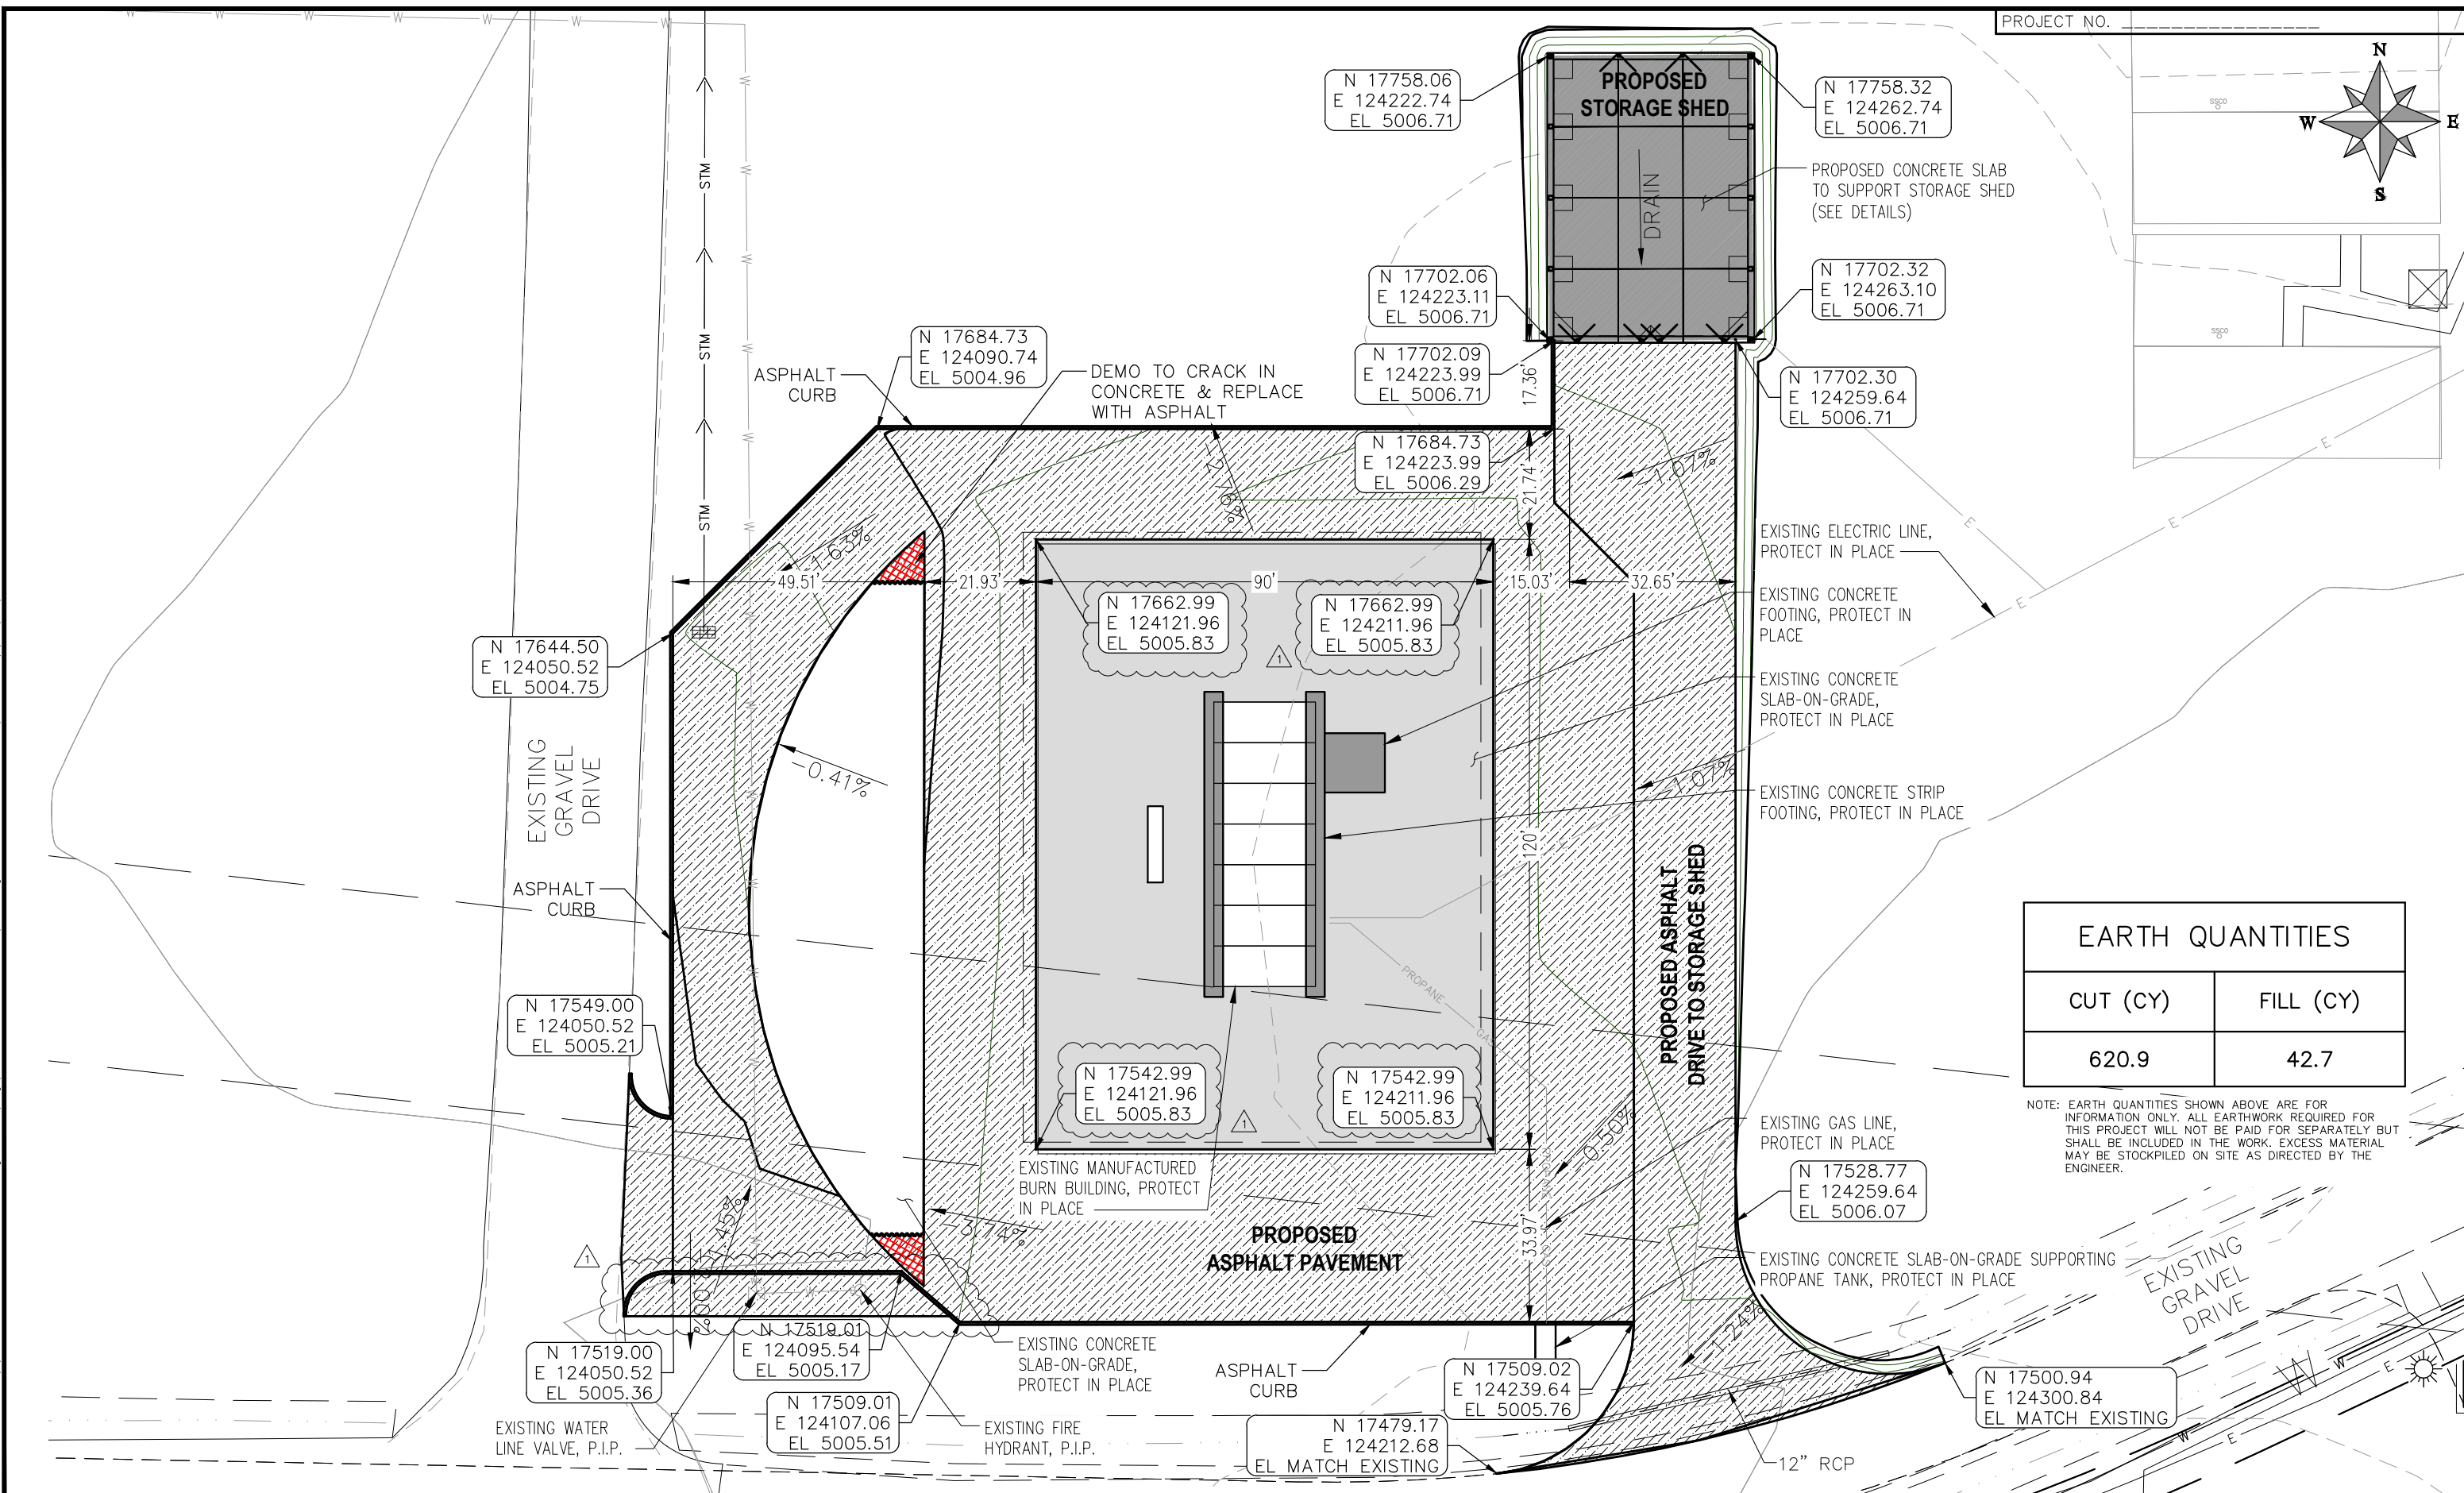 PROJECT NO.
N
W
E
S
SSCO
SSCO
N 17758.06
E 124222.74
EL 5006.71
PROPOSED
STORAGE SHED
N 17758.32
E 124262.74
EL 5006.71
PROPOSED CONCRETE SLAB
TO SUPPORT STORAGE SHED
(SEE DETAILS)
DRAIN
N 17702.06
E 124223.11
EL 5006.71
N 17702.32
E 124263.10
EL 5006.71
N 17702.09
E 124223.99
EL 5006.71
17.36'
N 17702.30
E 124259.64
EL 5006.71
N 17684.73
E 124090.74
EL 5004.96
ASPHALT
CURB
DEMO TO CRACK IN
CONCRETE & REPLACE
WITH ASPHALT
N 17684.73
E 124223.99
EL 5006.29
21.74'
-1.07%
STM
STM
STM
EXISTING ELECTRIC LINE,
PROTECT IN PLACE
49.51'
21.93'
90'
15.03'
32.65'
EXISTING CONCRETE
FOOTING, PROTECT IN
PLACE
N 17662.99
E 124121.96
EL 5005.83
N 17662.99
E 124211.96
EL 5005.83
1
N 17644.50
E 124050.52
EL 5004.75
EXISTING CONCRETE
SLAB-ON-GRADE,
PROTECT IN PLACE
EXISTING
GRAVEL
DRIVE
-0.41%
-1.07%
EXISTING CONCRETE STRIP
FOOTING, PROTECT IN PLACE
120'
ASPHALT
CURB
PROPOSED ASPHALT
DRIVE TO STORAGE SHED
PROPANE
GAS
EARTH QUANTITIES
CUT (CY)
FILL (CY)
620.9
42.7
NOTE: EARTH QUANTITIES SHOWN ABOVE ARE FOR
INFORMATION ONLY. ALL EARTHWORK REQUIRED FOR
THIS PROJECT WILL NOT BE PAID FOR SEPARATELY BUT
SHALL BE INCLUDED IN THE WORK. EXCESS MATERIAL
MAY BE STOCKPILED ON SITE AS DIRECTED BY THE
ENGINEER.
N 17549.00
E 124050.52
EL 5005.21
N 17542.99
E 124121.96
EL 5005.83
N 17542.99
E 124211.96
EL 5005.83
1
-0.50%
EXISTING GAS LINE,
PROTECT IN PLACE
EXISTING MANUFACTURED
BURN BUILDING, PROTECT
IN PLACE
N 17528.77
E 124259.64
EL 5006.07
-3.74%
33.97'
PROPOSED
ASPHALT PAVEMENT
1
EXISTING CONCRETE SLAB-ON-GRADE SUPPORTING
PROPANE TANK, PROTECT IN PLACE
EXISTING
GRAVEL
DRIVE
N 17519.00
E 124050.52
EL 5005.36
N 17519.01
E 124095.54
EL 5005.17
EXISTING CONCRETE
SLAB-ON-GRADE,
PROTECT IN PLACE
ASPHALT
CURB
N 17509.02
E 124239.64
EL 5005.76
N 17500.94
E 124300.84
EL MATCH EXISTING
N 17509.01
E 124107.06
EL 5005.51
EXISTING WATER
LINE VALVE, P.I.P.
EXISTING FIRE
HYDRANT, P.I.P.
N 17479.17
E 124212.68
EL MATCH EXISTING
12" RCP